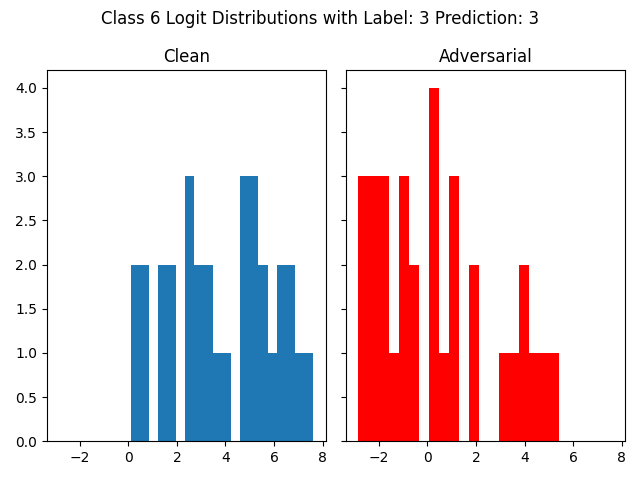 Class 6 Logit Distributions with Label: 3 Prediction: 3
Clean
Adversarial
4.0
3.5
3.0
2.5
2.0
1.5
1.0
0.5
0.0
−2 0 2 4 6 8
−2 0 2 4 6 8